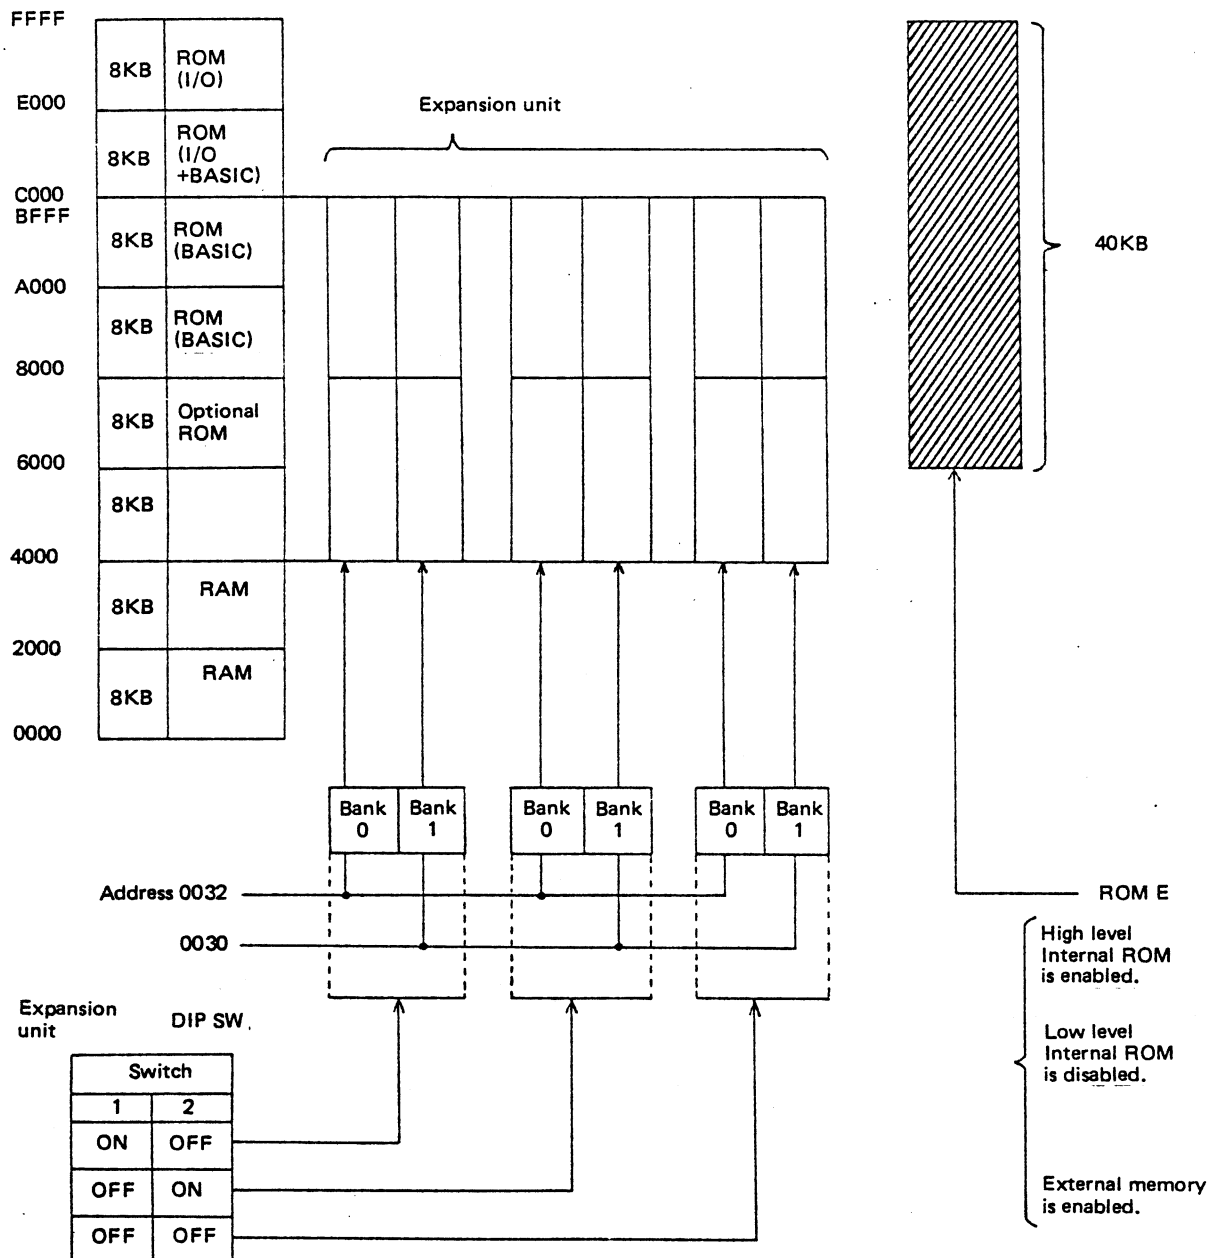 FFFF
8KB ROM (I/O)
E000
Expansion unit
8KB ROM (I/O +BASIC)
C000
BFFF
8KB ROM (BASIC)
40KB
A000
8KB ROM (BASIC)
8000
8KB Optional ROM
6000
8KB
4000
8KB RAM
2000
8KB RAM
0000
Bank 0 Bank 1 Bank 0 Bank 1 Bank 0 Bank 1
Address 0032
ROM E
0030
High level
Internal ROM
is enabled.
Low level
Internal ROM
is disabled.
External memory
is enabled.
Expansion
unit
DIP SW
Switch
1 2
ON OFF
OFF ON
OFF OFF